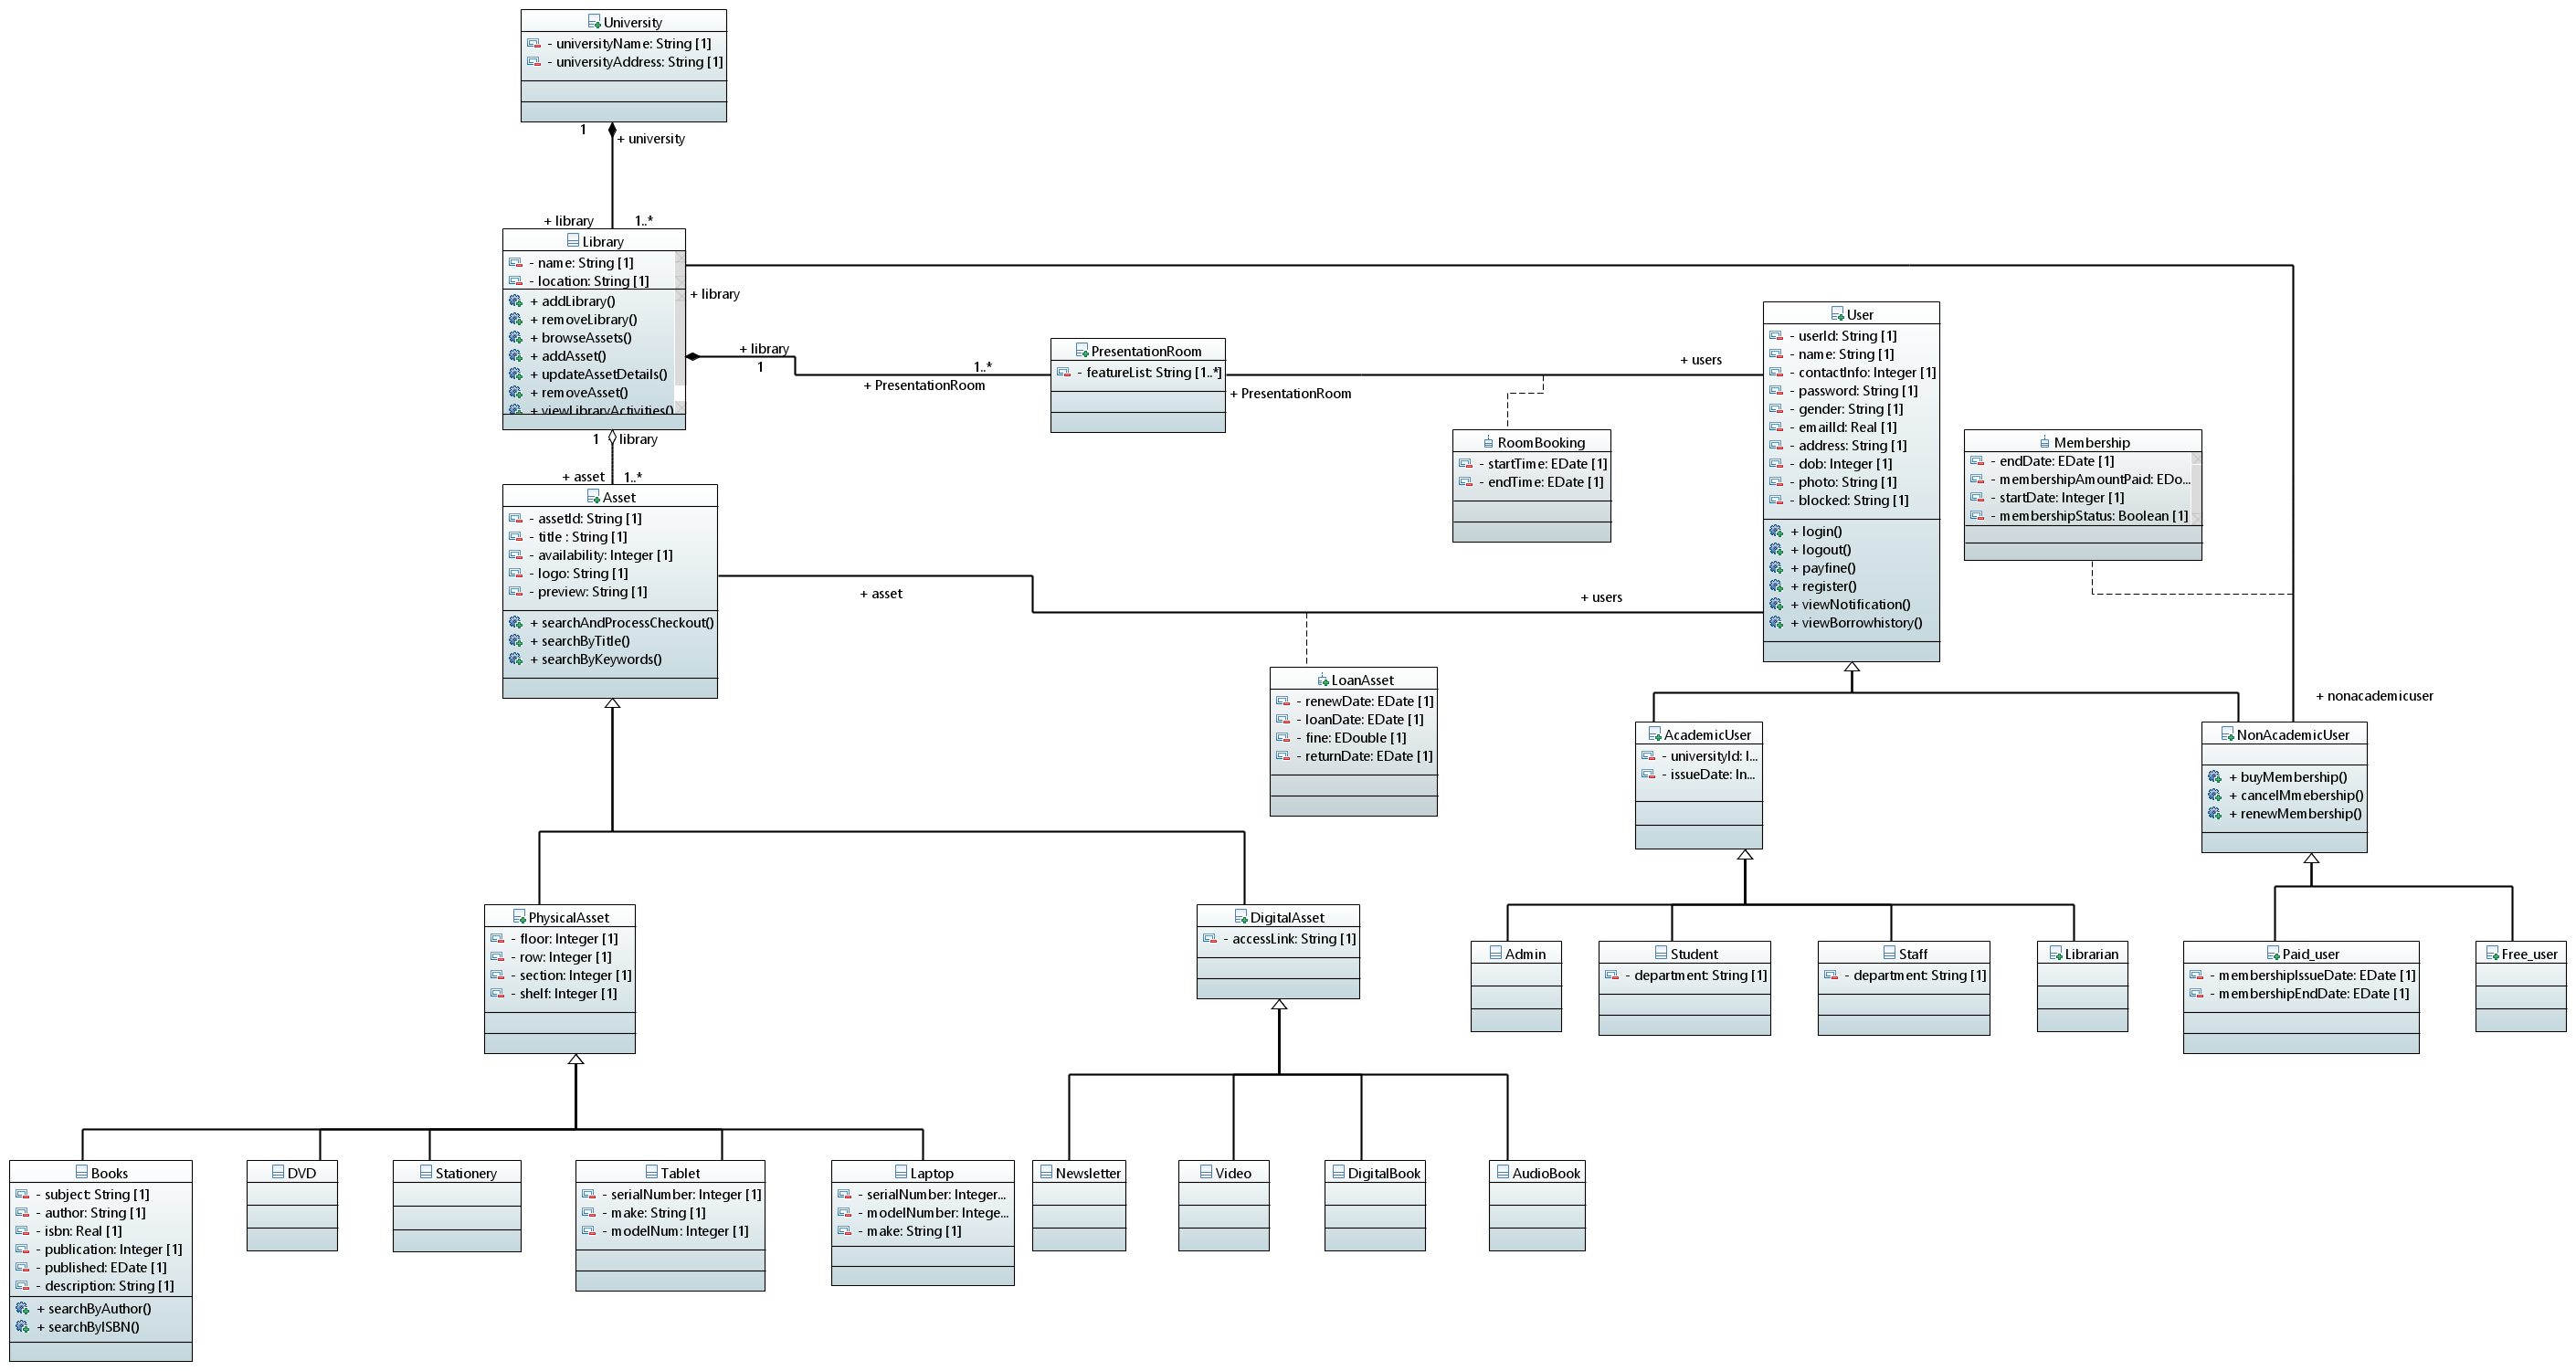 University
- universityName: String [1]
- universityAddress: String [1]
1
+ university
+ library
1..*
Library
- name: String [1]
- location: String [1]
+ addLibrary()
+ removeLibrary()
+ browseAssets()
+ addAsset()
+ updateAssetDetails()
+ removeAsset()
+ viewLibraryActivities()
+ library
+ library
1
1..*
+ PresentationRoom
PresentationRoom
- featureList: String [1..*]
+ PresentationRoom
+ users
User
- userId: String [1]
- name: String [1]
- contactInfo: Integer [1]
- password: String [1]
- gender: String [1]
- emailId: Real [1]
- address: String [1]
- dob: Integer [1]
- photo: String [1]
- blocked: String [1]
+ login()
+ logout()
+ payfine()
+ register()
+ viewNotification()
+ viewBorrowhistory()
RoomBooking
- startTime: EDate [1]
- endTime: EDate [1]
Membership
- endDate: EDate [1]
- membershipAmountPaid: EDo...
- startDate: Integer [1]
- membershipStatus: Boolean [1]
1
library
+ asset
1..*
Asset
- assetId: String [1]
- title : String [1]
- availability: Integer [1]
- logo: String [1]
- preview: String [1]
+ searchAndProcessCheckout()
+ searchByTitle()
+ searchByKeywords()
+ asset
+ users
LoanAsset
- renewDate: EDate [1]
- loanDate: EDate [1]
- fine: EDouble [1]
- returnDate: EDate [1]
+ nonacademicuser
AcademicUser
- universityId: I...
- issueDate: In...
NonAcademicUser
+ buyMembership()
+ cancelMmebership()
+ renewMembership()
PhysicalAsset
- floor: Integer [1]
- row: Integer [1]
- section: Integer [1]
- shelf: Integer [1]
DigitalAsset
- accessLink: String [1]
Admin
Student
- department: String [1]
Staff
- department: String [1]
Librarian
Paid_user
- membershipIssueDate: EDate [1]
- membershipEndDate: EDate [1]
Free_user
Books
- subject: String [1]
- author: String [1]
- isbn: Real [1]
- publication: Integer [1]
- published: EDate [1]
- description: String [1]
+ searchByAuthor()
+ searchByISBN()
DVD
Stationery
Tablet
- serialNumber: Integer [1]
- make: String [1]
- modelNum: Integer [1]
Laptop
- serialNumber: Integer...
- modelNumber: Intege...
- make: String [1]
Newsletter
Video
DigitalBook
AudioBook